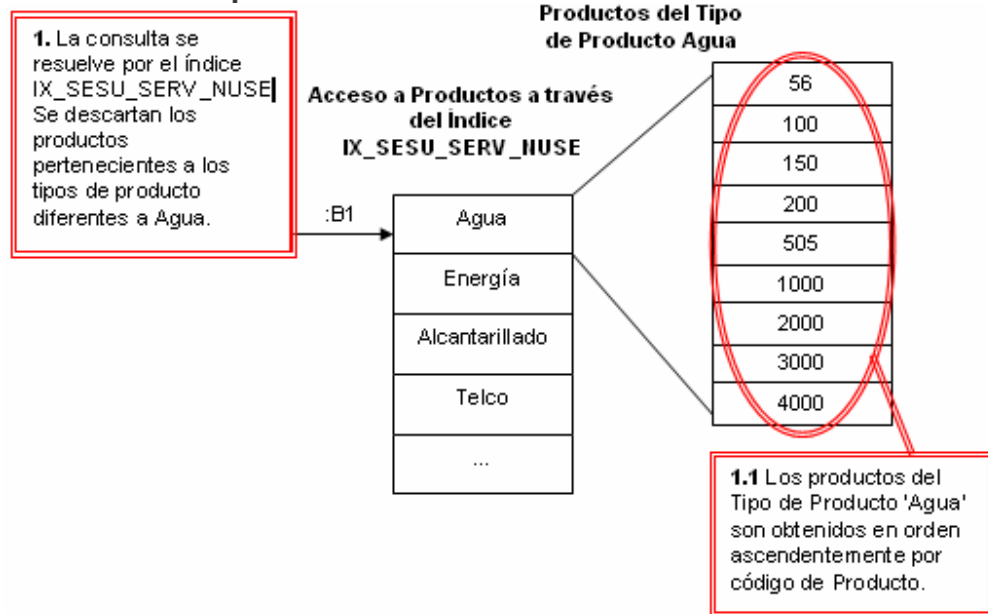 1. La consulta se
resuelve por el índice
IX_SESU_SERV_NUSE
Se descartan los
productos
pertenecientes a los
tipos de producto
diferentes a Agua.
Acceso a Productos a través
del Índice
IX_SESU_SERV_NUSE
:B1
Agua
Energía
Alcantarillado
Telco
...
Productos del Tipo
de Producto Agua
56
100
150
200
505
1000
2000
3000
4000
1.1 Los productos del
Tipo de Producto 'Agua'
son obtenidos en orden
ascendentemente por
código de Producto.